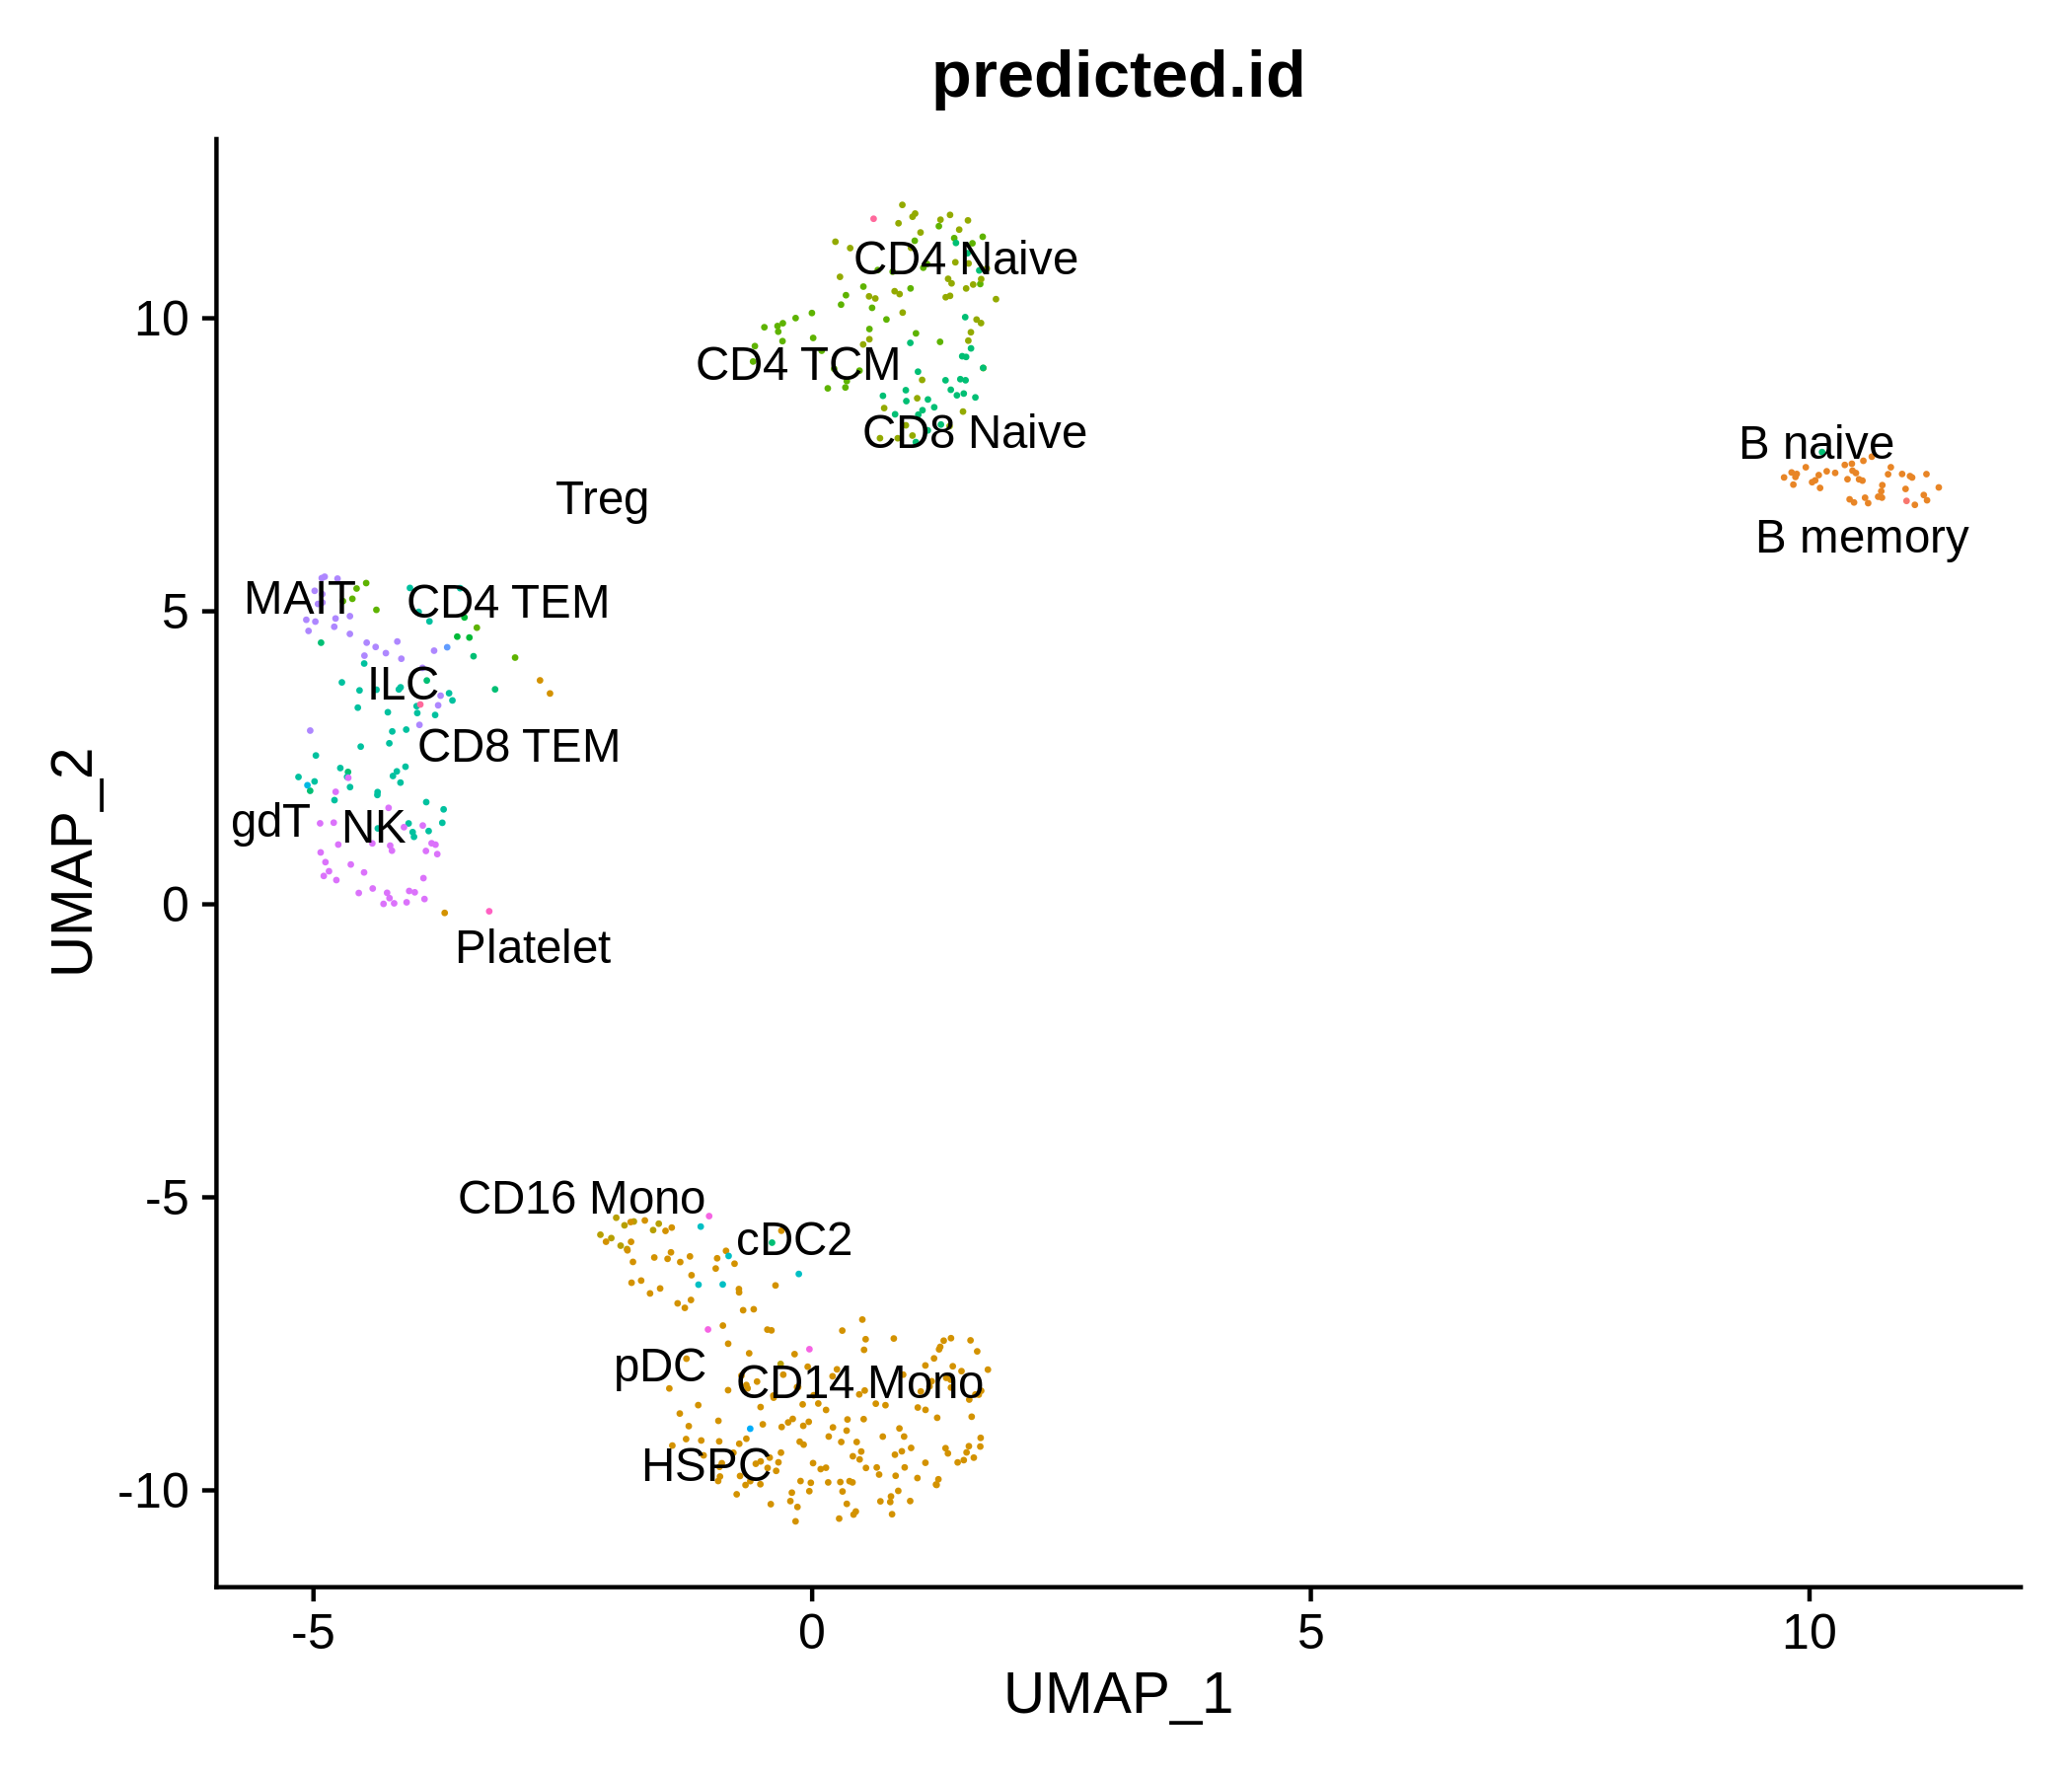 predicted.id
CD4 Naive
10
CD4 TCM
CD8 Naive
B naive
Treg
B memory
MAIT
CD4 TEM
5
ILC
CD8 TEM
UMAP_2
gdT
NK
0
Platelet
-5
CD16 Mono
cDC2
pDC
CD14 Mono
HSPC
-10
-5
0
5
10
UMAP_1